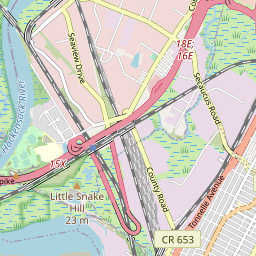 Seaview Drive
18E;
16E
Secaucus Road
Hackensack River
15X
pike
Little Snake
Hill
23 m
County Road
Tonnelle Avenue
CR 653